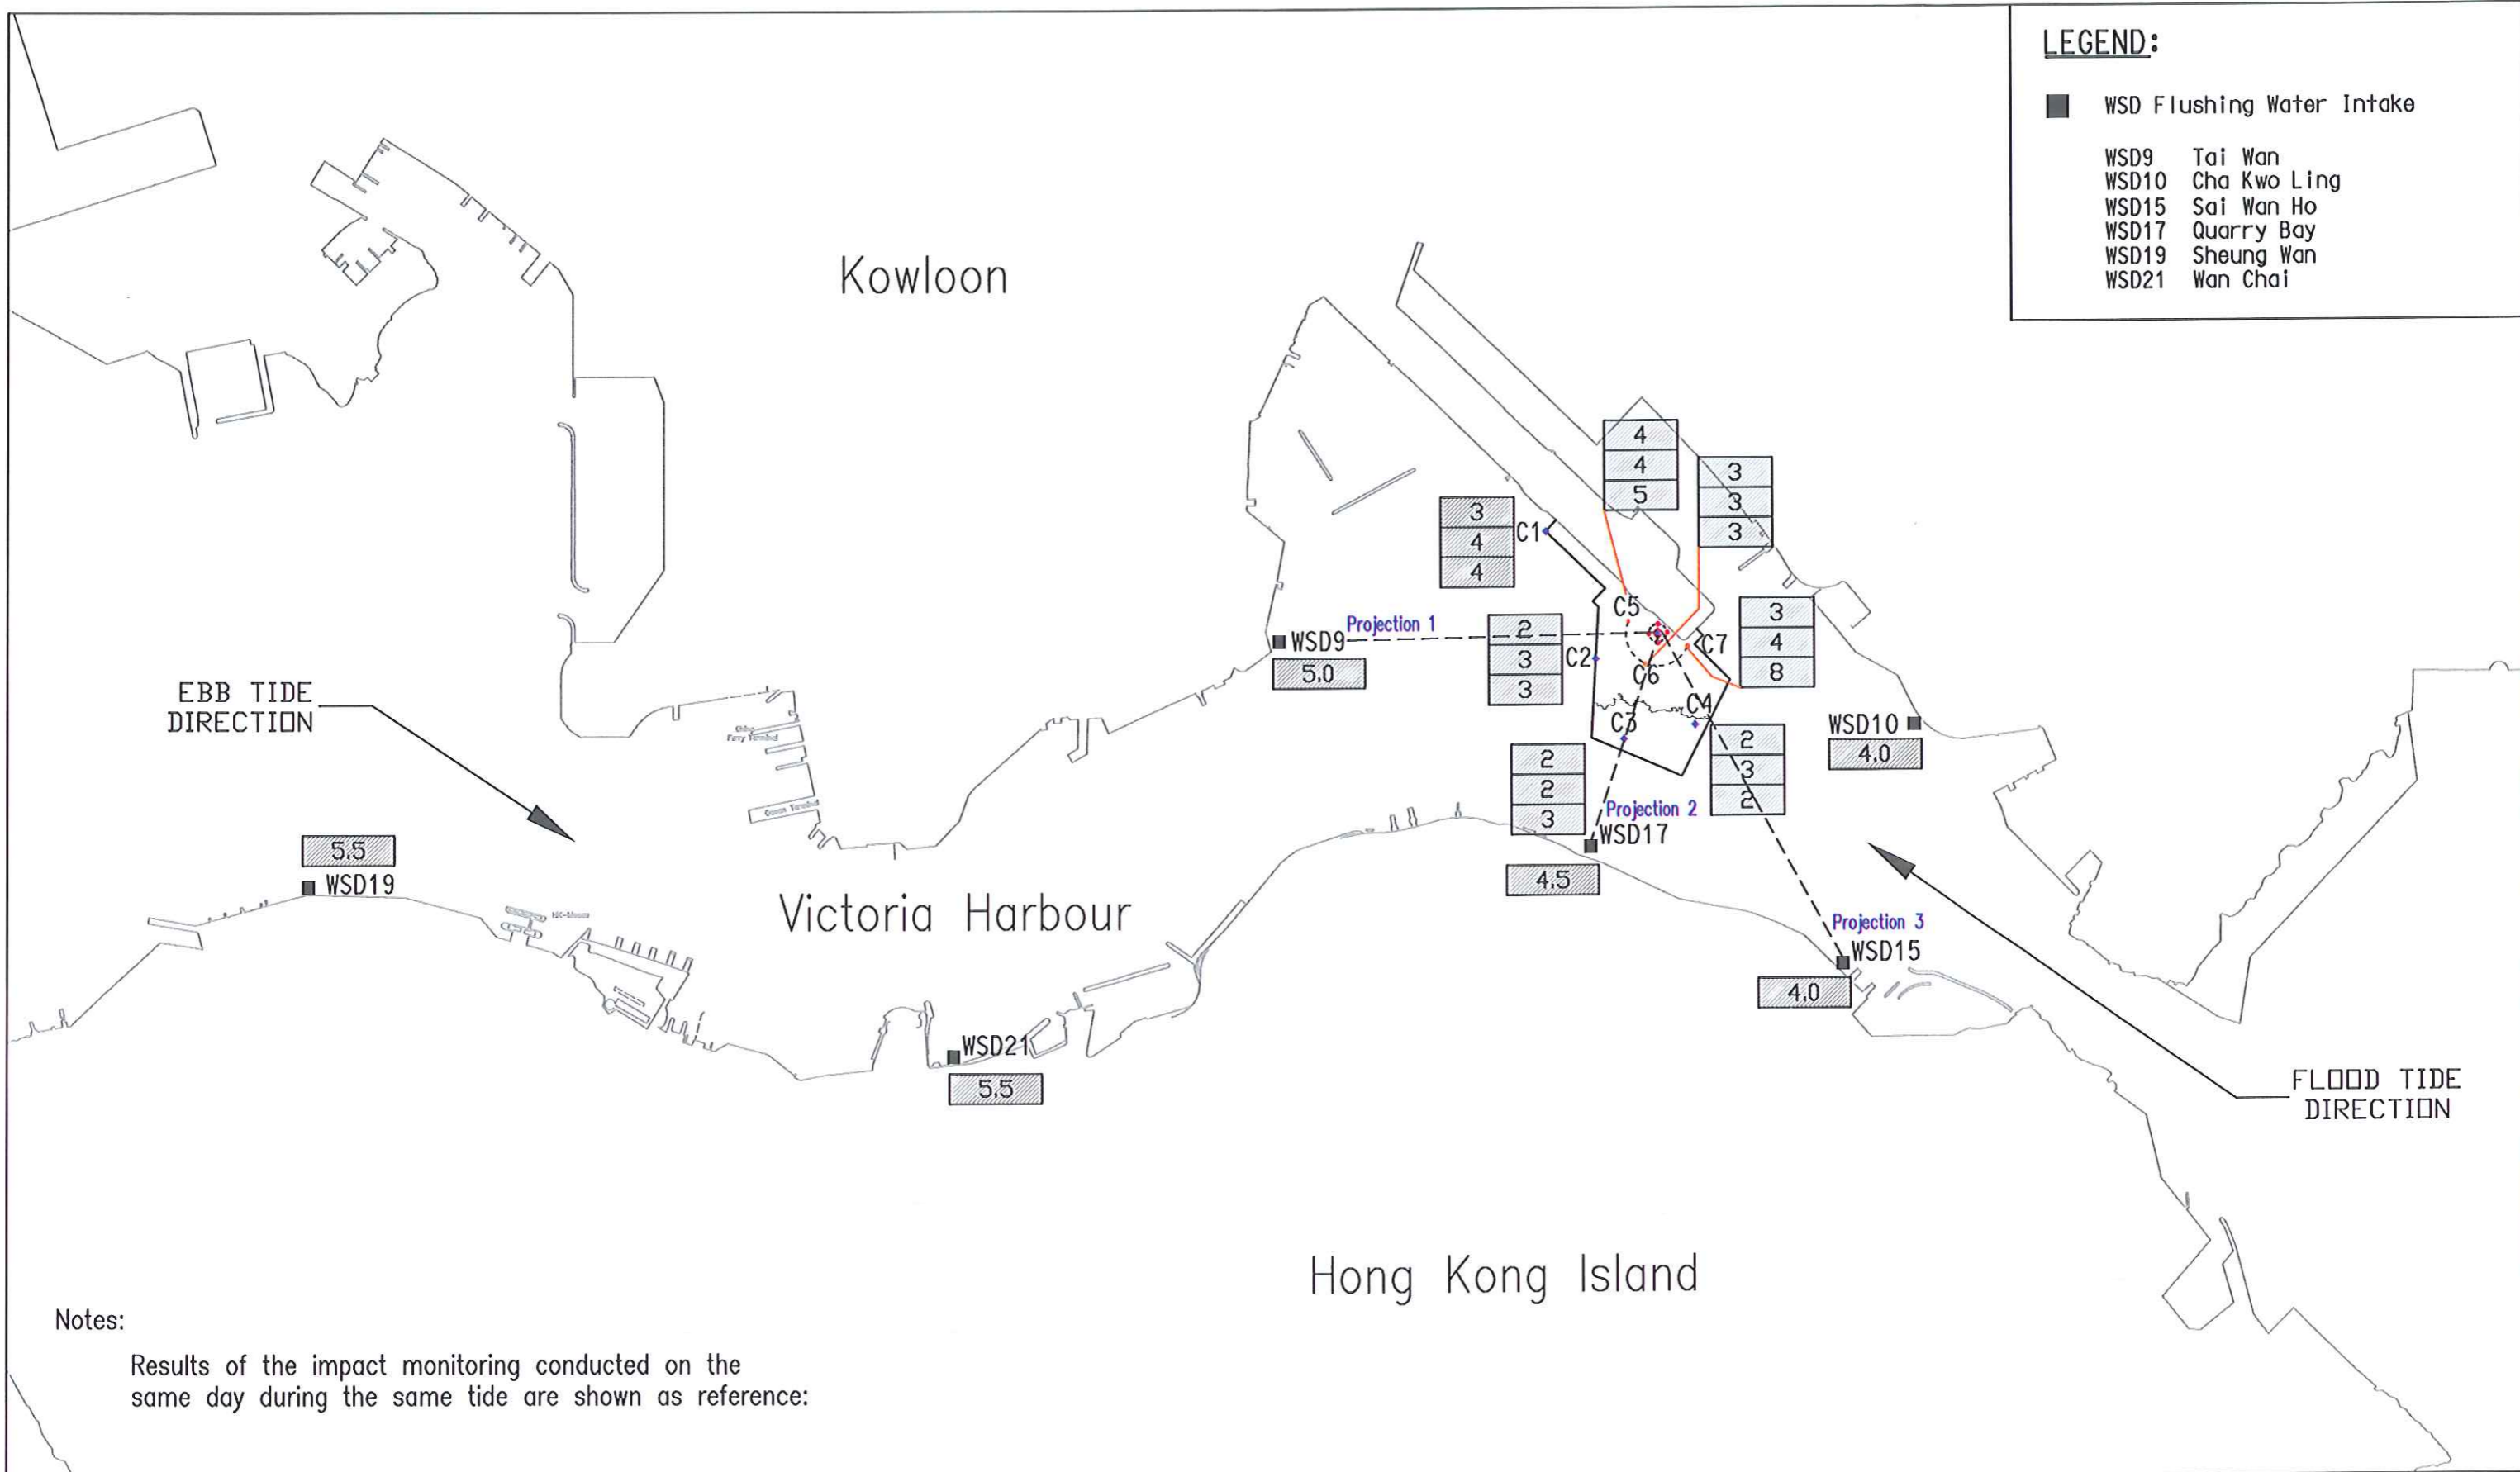 LEGEND:
WSD Flushing Water Intake
WSD9 Tai Wan
WSD10 Cha Kwo Ling
WSD15 Sai Wan Ho
WSD17 Quarry Bay
WSD19 Sheung Wan
WSD21 Wan Chai
Kowloon
4
4
5
3
3
3
3
4
4
C1
C5
3
4
8
C7
Projection 1
WSD9
5.0
2
3
3
C2
C6
C4
C3
EBB TIDE
DIRECTION
WSD10
4.0
2
3
2
2
2
3
Projection 2
WSD17
4.5
Ferry Terminal
Ocean Terminal
5.5
WSD19
Victoria Harbour
Projection 3
WSD15
4.0
WSD21
5.5
FLOOD TIDE
DIRECTION
Hong Kong Island
Notes:
Results of the impact monitoring conducted on the
same day during the same tide are shown as reference: